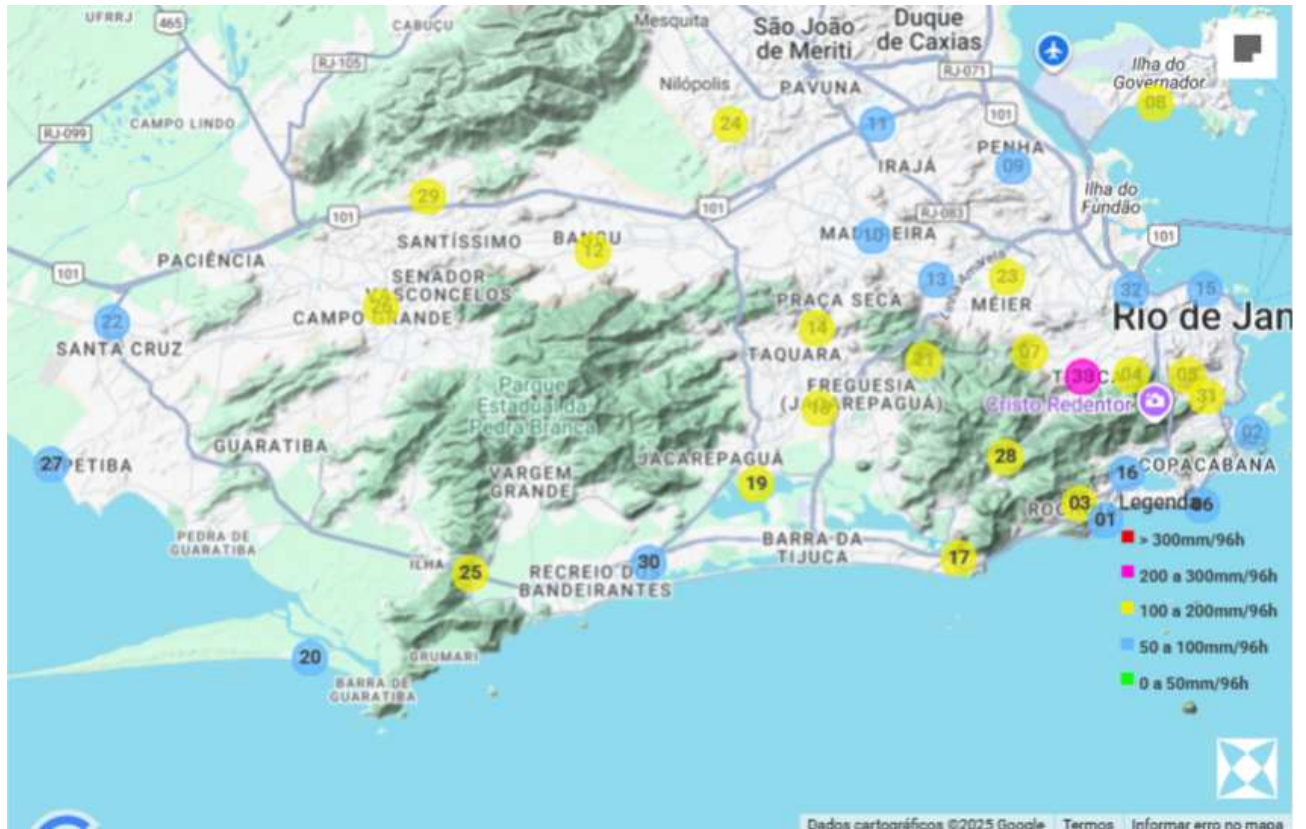 UFRRJ
465
CABUÇU
Mesquita
São João
de Meriti
Duque
de Caxias
RJ-105
RJ-071
Ilha do
Governador
08
Nilópolis
PAVUNA
101
RJ-099
CAMPO LINDO
24
11
PENHA
09
IRAJÁ
Ilha do
Fundão
29
101
101
RJ-083
101
SANTÍSSIMO
BANGU
12
MADUREIRA
10
PACIÊNCIA
101
SENADOR
VASCONCELOS
CAMPO GRANDE
13
23
MÉIER
32
15
22
SANTA CRUZ
PRAÇA SECA
14
TAQUARA
Rio de Jan
07
Parque
Estadual da
Pedra Branca
FREGUESIA
(JACAREPAGUÁ)
Cristo Redentor
04
31
02
GUARATIBA
27
PETIBA
JACAREPAGUÁ
28
16
COPACABANA
VARGEM
GRANDE
19
03
01
06
Legenda
> 300mm/96h
200 a 300mm/96h
100 a 200mm/96h
50 a 100mm/96h
0 a 50mm/96h
PEDRA DE
GUARATIBA
ILHA
25
RECREIO DOS
BANDEIRANTES
30
BARRA DA
TIJUCA
17
20
GRUMARI
BARRA DE
GUARATIBA
Dados cartográficos ©2025 Google Termos Informar erro no mapa